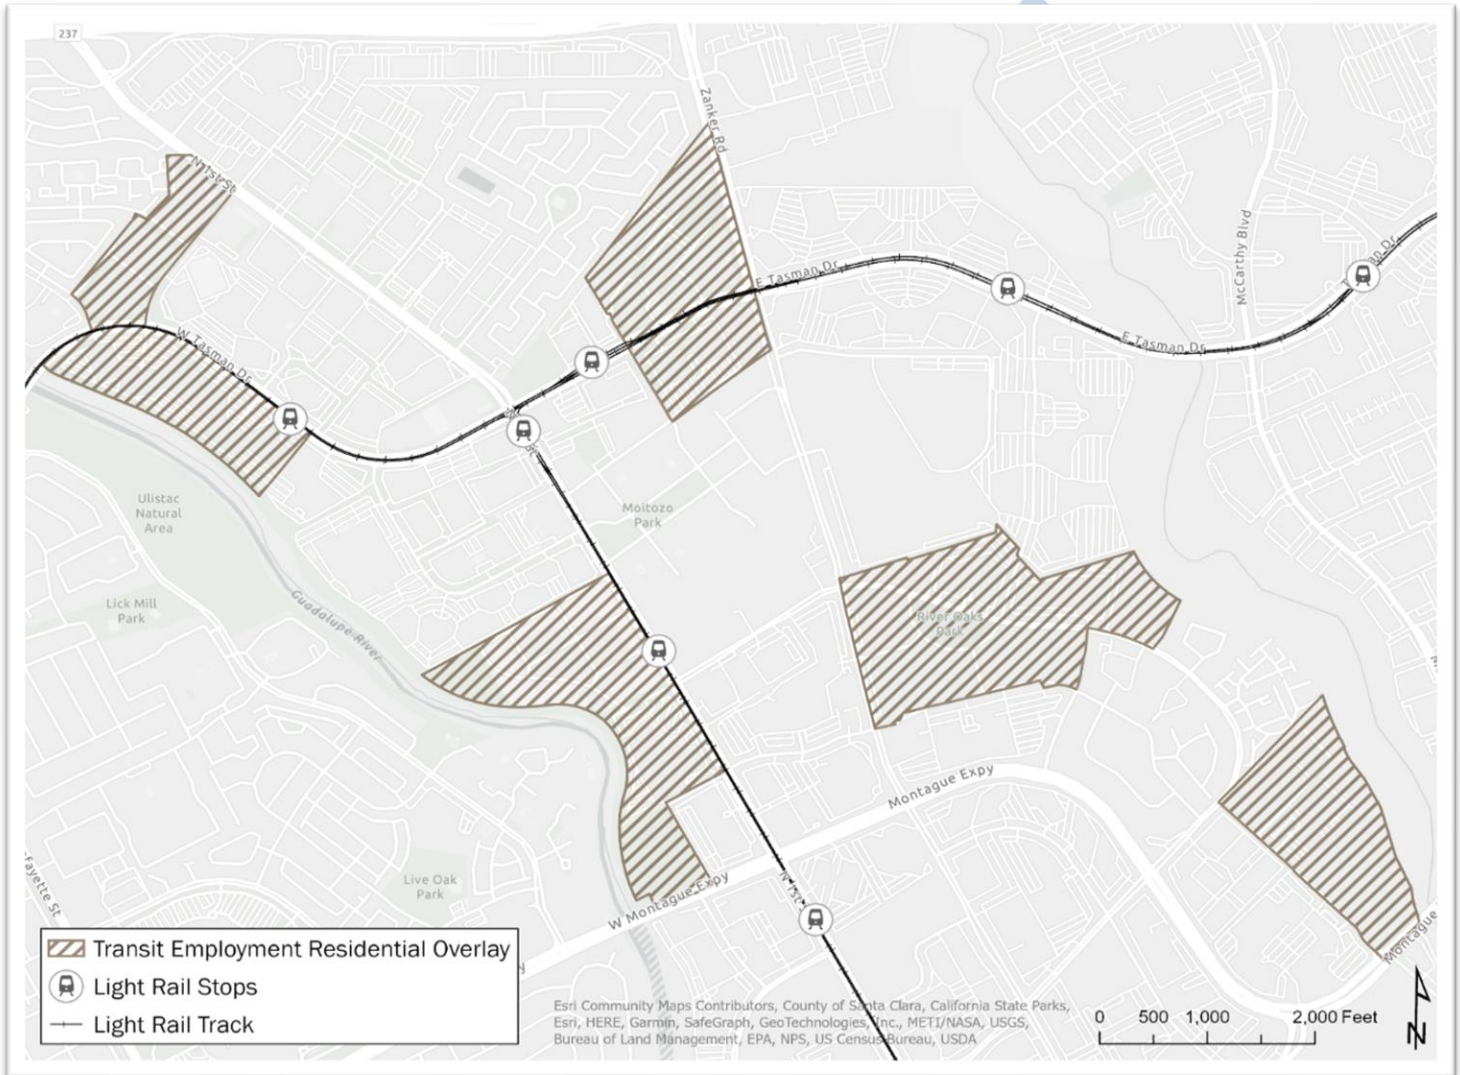 237
Zanker Rd
N 1st St
McCarthy Blvd
E Tasman Dr
W Tasman Dr
E Tasman Dr
Ulistac
Natural
Area
Moitozo
Park
Lick Mill
Park
Guadalupe River
River Oaks
Park
Montague Expy
Live Oak
Park
W Montague Expy
N 1st
Montague
Transit Employment Residential Overlay
Light Rail Stops
Light Rail Track
Esri Community Maps Contributors, County of Santa Clara, California State Parks,
Esri, HERE, Garmin, SafeGraph, GeoTechnologies, Inc., METI/NASA, USGS,
Bureau of Land Management, EPA, NPS, US Census Bureau, USDA
0 500 1,000 2,000 Feet
N